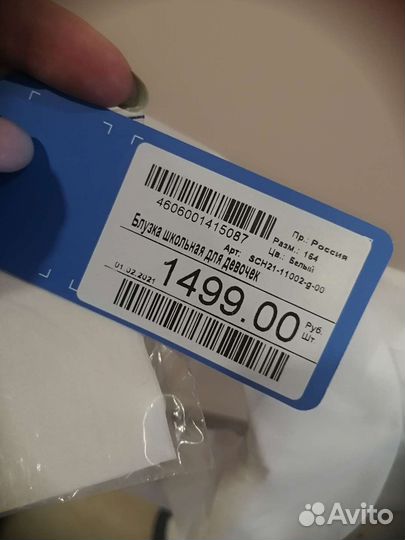 4606001415087
Пр.: Россия
Разм.: 164
Цв.: Белый
Арт: SCH21-11002-g-00
Блузка школьная для девочек
01.02.2021
1499.00
Руб.
Шт
Avito